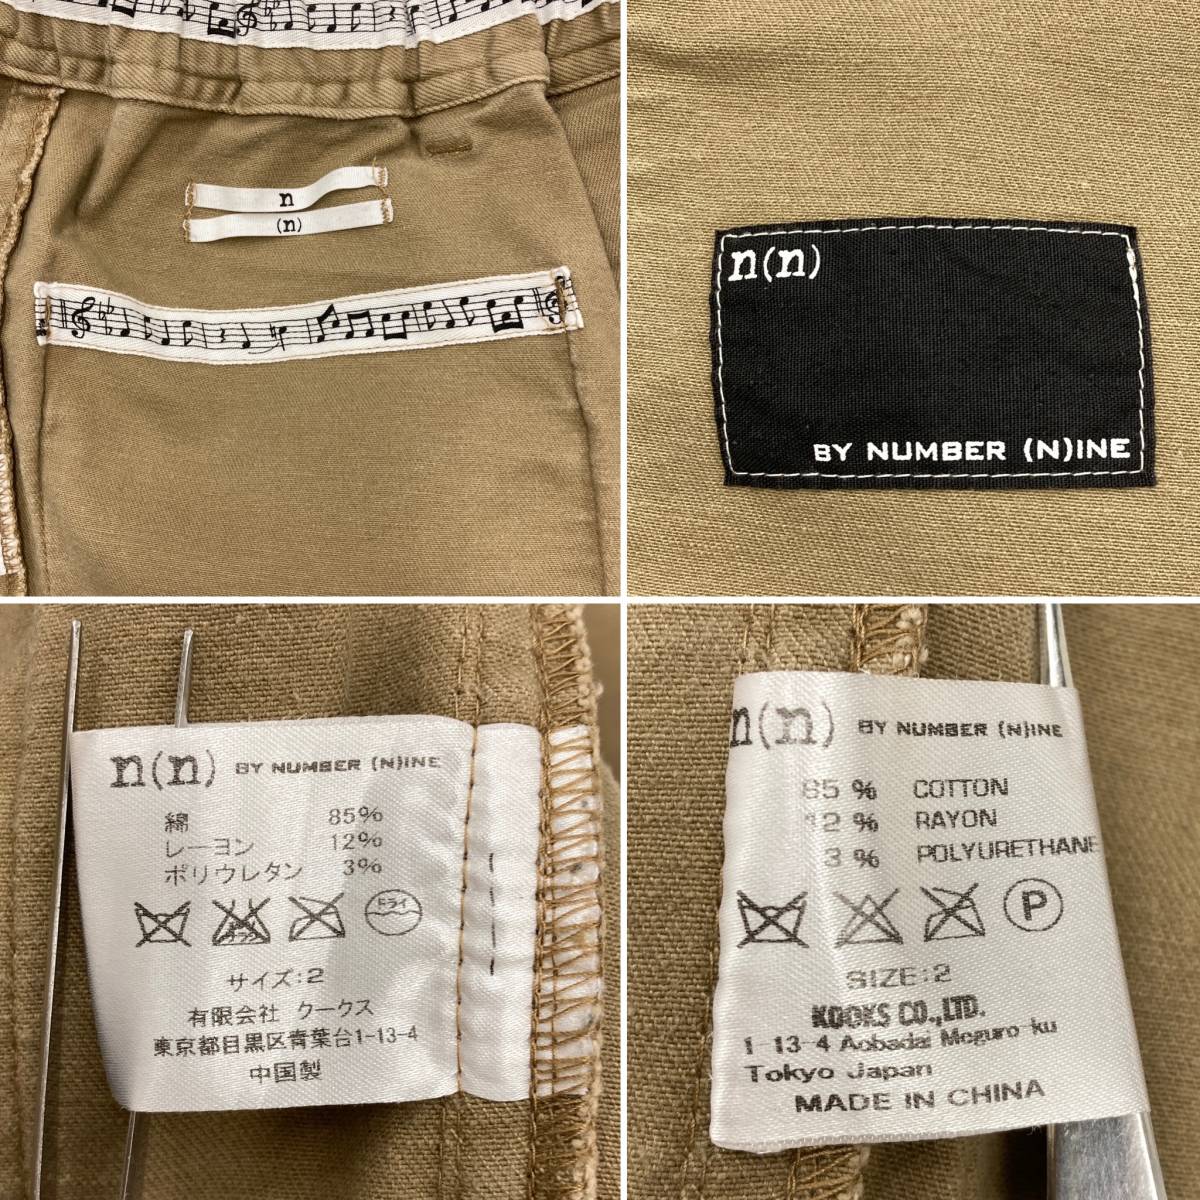 n
(n)
n(n)
BY NUMBER (N)INE
n(n) BY NUMBER (N)INE
綿 85%
レーヨン 12%
ポリウレタン 3%
ドライ
サイズ:2
有限会社 クークス
東京都目黒区青葉台1-13-4
中国製
n(n) BY NUMBER (N)INE
85 % COTTON
12 % RAYON
3 % POLYURETHANE
P
SIZE:2
KOOKS CO.,LTD.
1-13-4 Aobadai Meguro-ku
Tokyo Japan
MADE IN CHINA